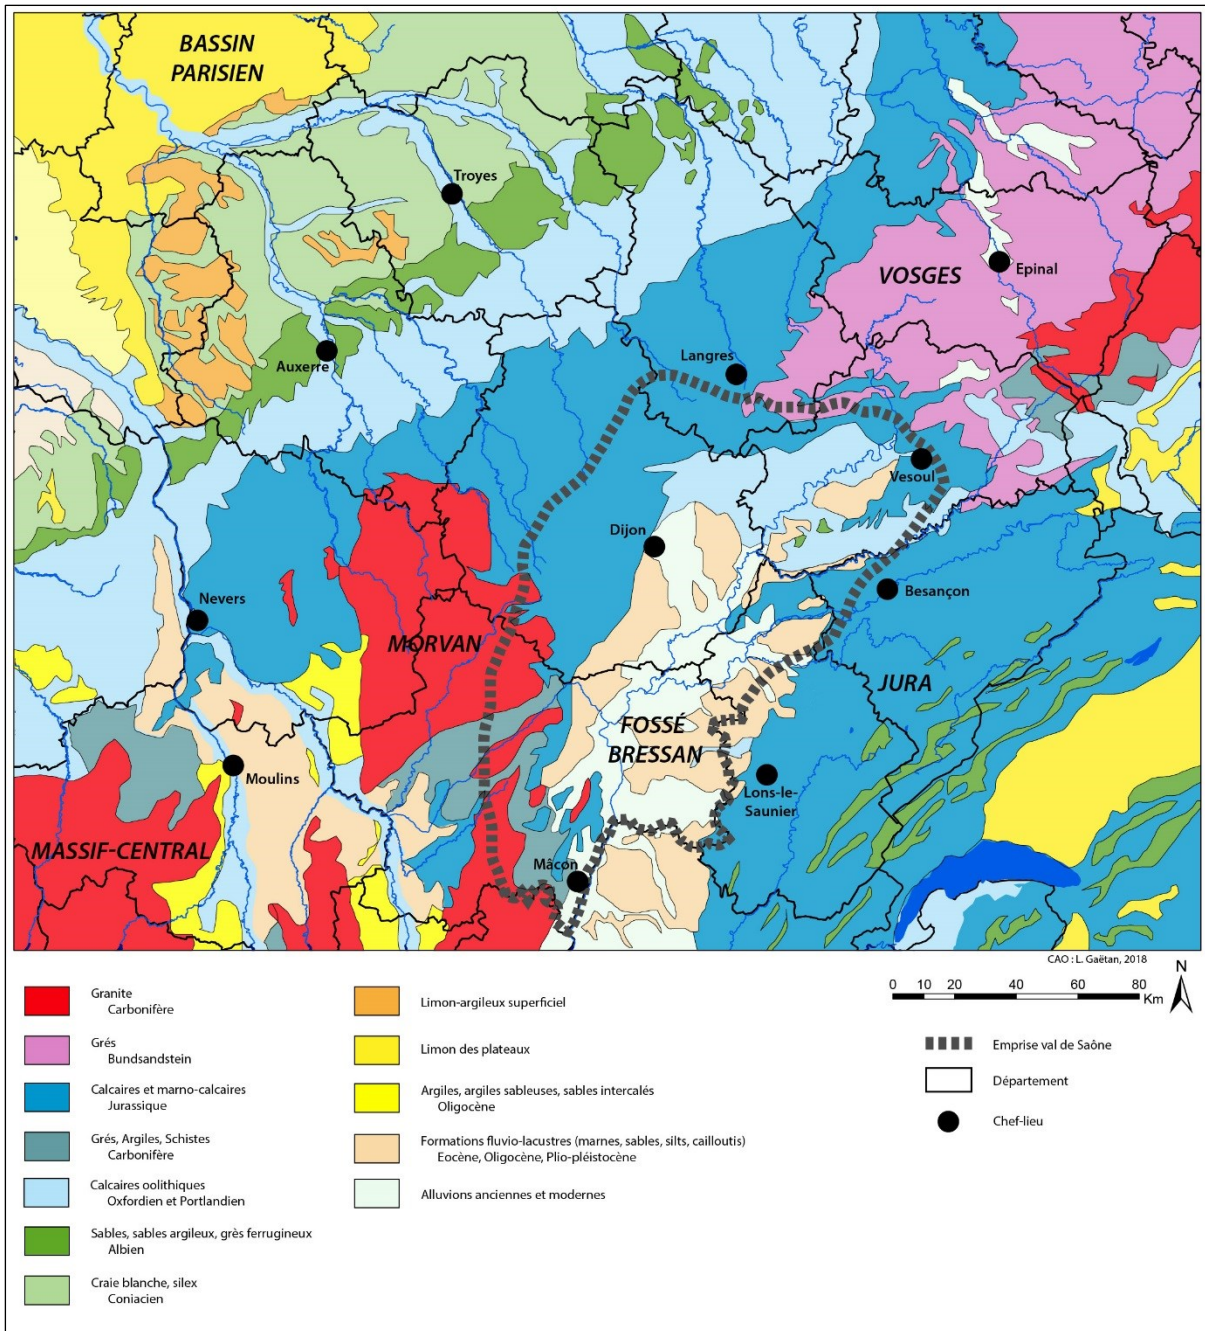 BASSIN
PARISIEN
Troyes
VOSGES
Epinal
Auxerre
Langres
Vesoul
Dijon
Nevers
Besançon
MORVAN
JURA
FOSSÉ
BRESSAN
Moulins
Lons-le-
Saunier
MASSIF-CENTRAL
Mâcon
CAO : L. Gaëtan, 2018
Granite
Carbonifère
Grés
Bundsandstein
Calcaires et marno-calcaires
Jurassique
Grés, Argiles, Schistes
Carbonifère
Calcaires oolithiques
Oxfordien et Portlandien
Sables, sables argileux, grès ferrugineux
Albien
Craie blanche, silex
Coniacien
Limon-argileux superficiel
Limon des plateaux
Argiles, argiles sableuses, sables intercalés
Oligocène
Formations fluvio-lacustres (marnes, sables, silts, cailloutis)
Eocène, Oligocène, Plio-pléistocène
Alluvions anciennes et modernes
N
0 10 20 40 60 80
Km
Emprise val de Saône
Département
Chef-lieu